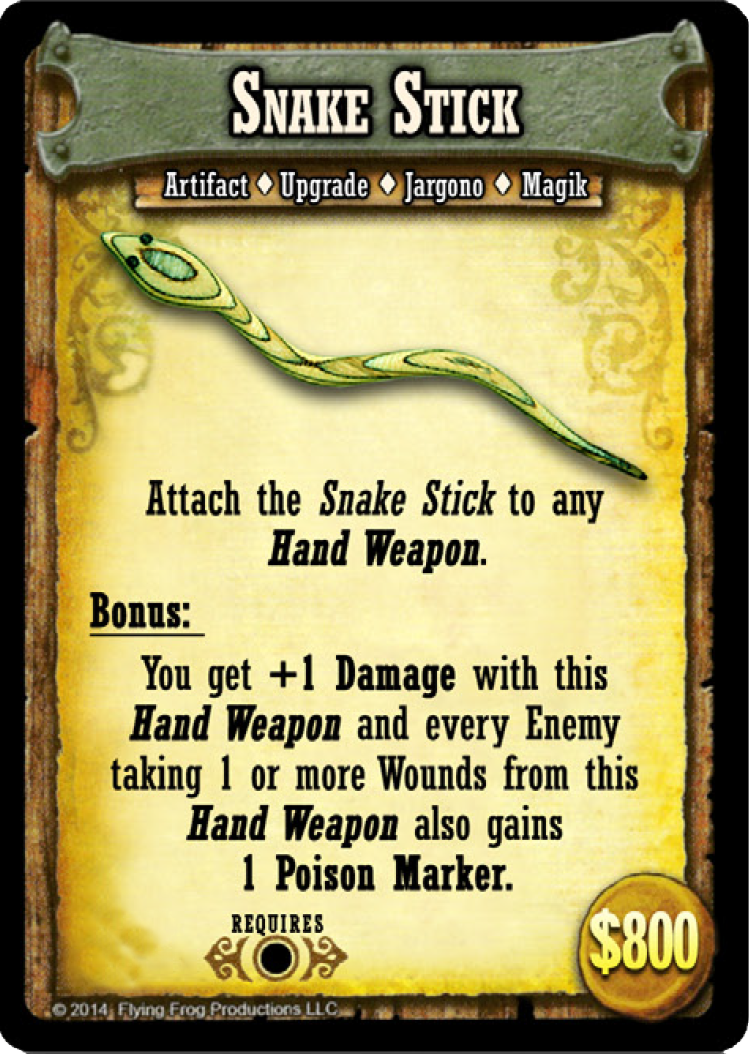 Snake Stick
Artifact ♦ Upgrade ♦ Jargono ♦ Magik
Attach the Snake Stick to any
Hand Weapon.
Bonus:
You get +1 Damage with this
Hand Weapon and every Enemy
taking 1 or more Wounds from this
Hand Weapon also gains
1 Poison Marker.
REQUIRES
$800
© 2014 Flying Frog Productions LLC